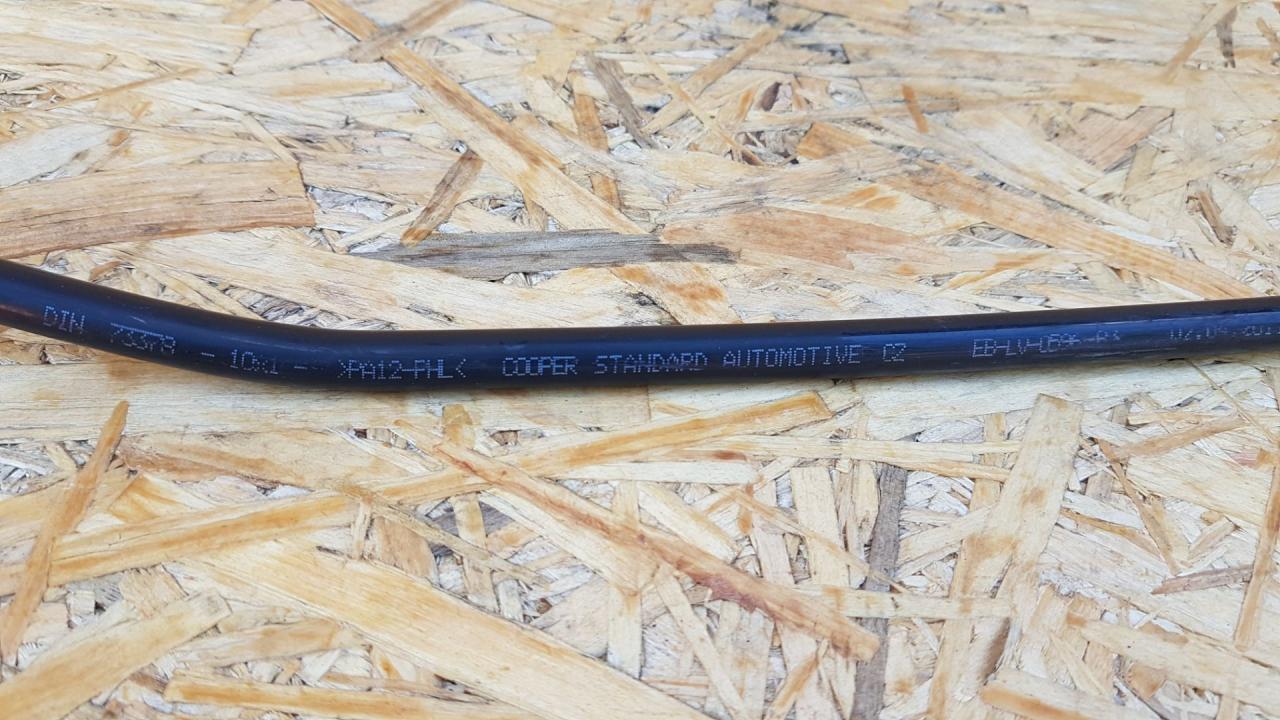 DIN 73378 - 10x1 - >PA12-PHL< COOPER STANDARD AUTOMOTIVE CZ